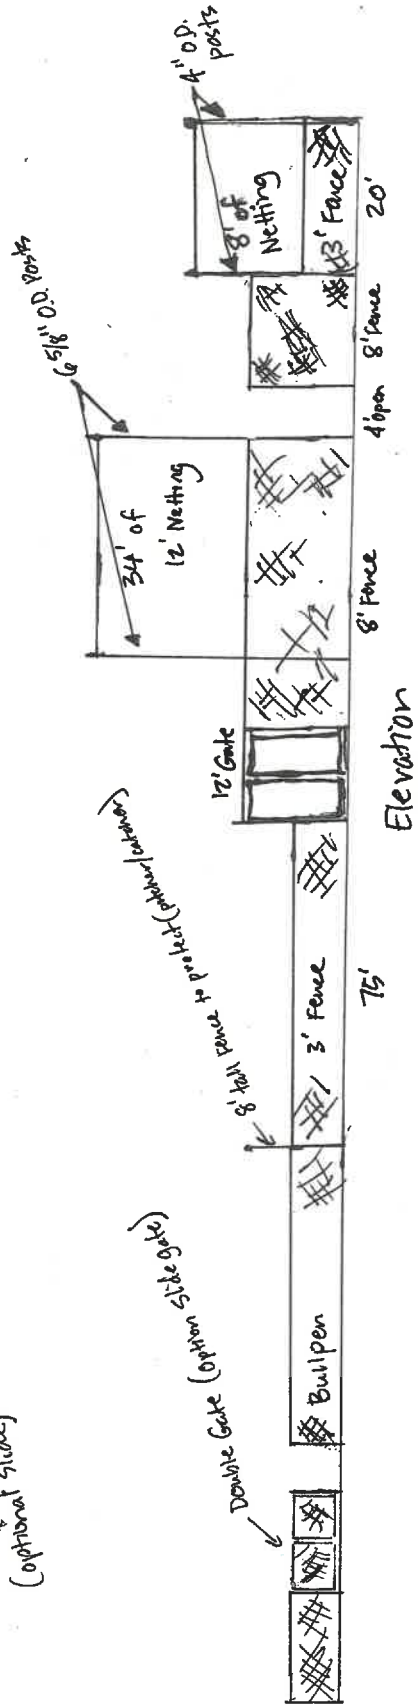 (optional slide)
Double Gate (option slide gate)
8' tall fence to protect (pitcher/catcher)
6 5/8" O.D. Posts
4" O.D.
posts
Bullpen
3' Fence
75'
12' Gate
34' of
12' Netting
8' Fence
4' open
8' Fence
8' of
Netting
3' Fence
20'
Elevation